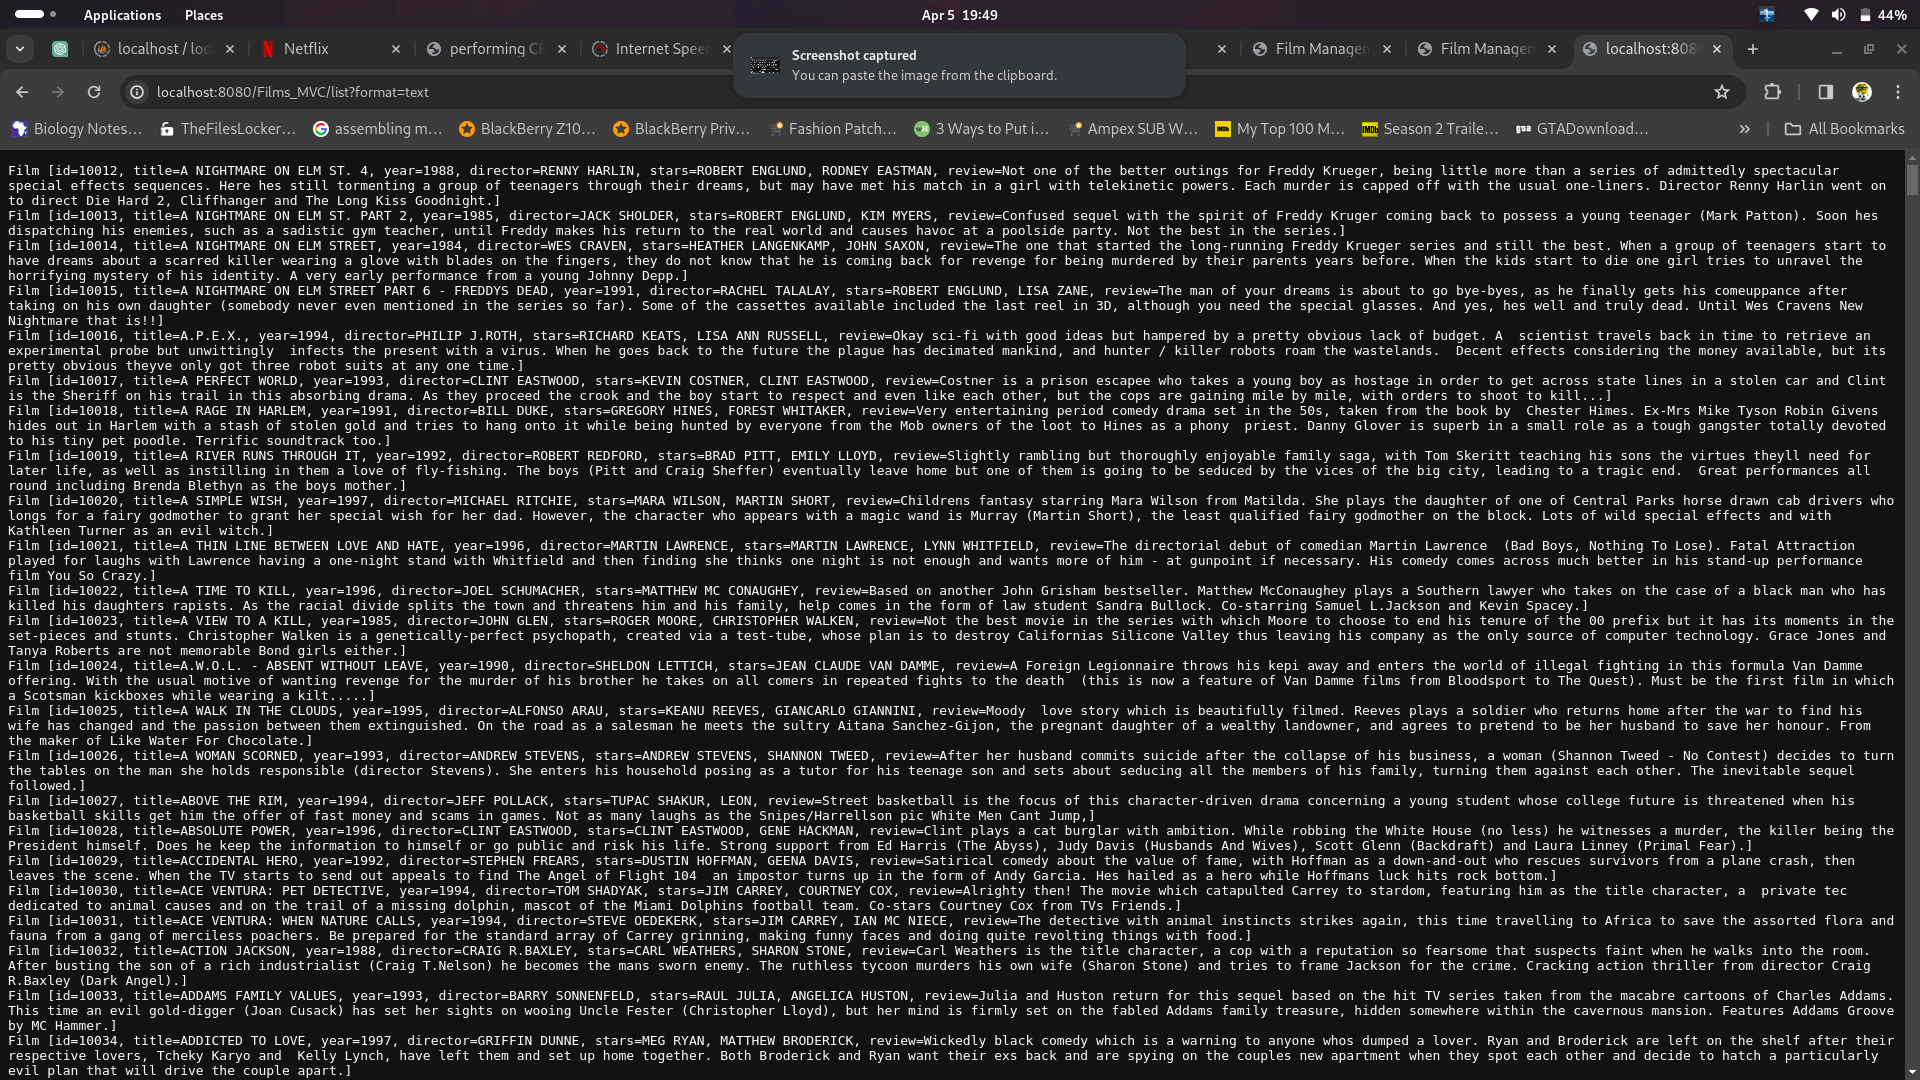 Applications Places Apr 5 19:49 44%
localhost / loc Netflix performing C Internet Spee Film Managem Film Managem localhost:808
Screenshot captured
You can paste the image from the clipboard.
localhost:8080/Films_MVC/list?format=text
Biology Notes… TheFilesLocker… assembling m… BlackBerry Z10… BlackBerry Priv… Fashion Patch… 3 Ways to Put i… Ampex SUB W… My Top 100 M… Season 2 Traile… GTADownload… » All Bookmarks
Film [id=10012, title=A NIGHTMARE ON ELM ST. 4, year=1988, director=RENNY HARLIN, stars=ROBERT ENGLUND, RODNEY EASTMAN, review=Not one of the better outings for Freddy Krueger, being little more than a series of admittedly spectacular
special effects sequences. Here hes still tormenting a group of teenagers through their dreams, but may have met his match in a girl with telekinetic powers. Each murder is capped off with the usual one-liners. Director Renny Harlin went on
to direct Die Hard 2, Cliffhanger and The Long Kiss Goodnight.]
Film [id=10013, title=A NIGHTMARE ON ELM ST. PART 2, year=1985, director=JACK SHOLDER, stars=ROBERT ENGLUND, KIM MYERS, review=Confused sequel with the spirit of Freddy Kruger coming back to possess a young teenager (Mark Patton). Soon hes
dispatching his enemies, such as a sadistic gym teacher, until Freddy makes his return to the real world and causes havoc at a poolside party. Not the best in the series.]
Film [id=10014, title=A NIGHTMARE ON ELM STREET, year=1984, director=WES CRAVEN, stars=HEATHER LANGENKAMP, JOHN SAXON, review=The one that started the long-running Freddy Krueger series and still the best. When a group of teenagers start to
have dreams about a scarred killer wearing a glove with blades on the fingers, they do not know that he is coming back for revenge for being murdered by their parents years before. When the kids start to die one girl tries to unravel the
horrifying mystery of his identity. A very early performance from a young Johnny Depp.]
Film [id=10015, title=A NIGHTMARE ON ELM STREET PART 6 - FREDDYS DEAD, year=1991, director=RACHEL TALALAY, stars=ROBERT ENGLUND, LISA ZANE, review=The man of your dreams is about to go bye-byes, as he finally gets his comeuppance after
taking on his own daughter (somebody never even mentioned in the series so far). Some of the cassettes available included the last reel in 3D, although you need the special glasses. And yes, hes well and truly dead. Until Wes Cravens New
Nightmare that is!!]
Film [id=10016, title=A.P.E.X., year=1994, director=PHILIP J.ROTH, stars=RICHARD KEATS, LISA ANN RUSSELL, review=Okay sci-fi with good ideas but hampered by a pretty obvious lack of budget. A  scientist travels back in time to retrieve an
experimental probe but unwittingly  infects the present with a virus. When he goes back to the future the plague has decimated mankind, and hunter / killer robots roam the wastelands.  Decent effects considering the money available, but its
pretty obvious theyve only got three robot suits at any one time.]
Film [id=10017, title=A PERFECT WORLD, year=1993, director=CLINT EASTWOOD, stars=KEVIN COSTNER, CLINT EASTWOOD, review=Costner is a prison escapee who takes a young boy as hostage in order to get across state lines in a stolen car and Clint
is the Sheriff on his trail in this absorbing drama. As they proceed the crook and the boy start to respect and even like each other, but the cops are gaining mile by mile, with orders to shoot to kill...]
Film [id=10018, title=A RAGE IN HARLEM, year=1991, director=BILL DUKE, stars=GREGORY HINES, FOREST WHITAKER, review=Very entertaining period comedy drama set in the 50s, taken from the book by  Chester Himes. Ex-Mrs Mike Tyson Robin Givens
hides out in Harlem with a stash of stolen gold and tries to hang onto it while being hunted by everyone from the Mob owners of the loot to Hines as a phony  priest. Danny Glover is superb in a small role as a tough gangster totally devoted
to his tiny pet poodle. Terrific soundtrack too.]
Film [id=10019, title=A RIVER RUNS THROUGH IT, year=1992, director=ROBERT REDFORD, stars=BRAD PITT, EMILY LLOYD, review=Slightly rambling but thoroughly enjoyable family saga, with Tom Skeritt teaching his sons the virtues theyll need for
later life, as well as instilling in them a love of fly-fishing. The boys (Pitt and Craig Sheffer) eventually leave home but one of them is going to be seduced by the vices of the big city, leading to a tragic end.  Great performances all
round including Brenda Blethyn as the boys mother.]
Film [id=10020, title=A SIMPLE WISH, year=1997, director=MICHAEL RITCHIE, stars=MARA WILSON, MARTIN SHORT, review=Childrens fantasy starring Mara Wilson from Matilda. She plays the daughter of one of Central Parks horse drawn cab drivers who
longs for a fairy godmother to grant her special wish for her dad. However, the character who appears with a magic wand is Murray (Martin Short), the least qualified fairy godmother on the block. Lots of wild special effects and with
Kathleen Turner as an evil witch.]
Film [id=10021, title=A THIN LINE BETWEEN LOVE AND HATE, year=1996, director=MARTIN LAWRENCE, stars=MARTIN LAWRENCE, LYNN WHITFIELD, review=The directorial debut of comedian Martin Lawrence  (Bad Boys, Nothing To Lose). Fatal Attraction
played for laughs with Lawrence having a one-night stand with Whitfield and then finding she thinks one night is not enough and wants more of him - at gunpoint if necessary. His comedy comes across much better in his stand-up performance
film You So Crazy.]
Film [id=10022, title=A TIME TO KILL, year=1996, director=JOEL SCHUMACHER, stars=MATTHEW MC CONAUGHEY, review=Based on another John Grisham bestseller. Matthew McConaughey plays a Southern lawyer who takes on the case of a black man who has
killed his daughters rapists. As the racial divide splits the town and threatens him and his family, help comes in the form of law student Sandra Bullock. Co-starring Samuel L.Jackson and Kevin Spacey.]
Film [id=10023, title=A VIEW TO A KILL, year=1985, director=JOHN GLEN, stars=ROGER MOORE, CHRISTOPHER WALKEN, review=Not the best movie in the series with which Moore to choose to end his tenure of the 00 prefix but it has its moments in the
set-pieces and stunts. Christopher Walken is a genetically-perfect psychopath, created via a test-tube, whose plan is to destroy Californias Silicone Valley thus leaving his company as the only source of computer technology. Grace Jones and
Tanya Roberts are not memorable Bond girls either.]
Film [id=10024, title=A.W.O.L. - ABSENT WITHOUT LEAVE, year=1990, director=SHELDON LETTICH, stars=JEAN CLAUDE VAN DAMME, review=A Foreign Legionnaire throws his kepi away and enters the world of illegal fighting in this formula Van Damme
offering. With the usual motive of wanting revenge for the murder of his brother he takes on all comers in repeated fights to the death  (this is now a feature of Van Damme films from Bloodsport to The Quest). Must be the first film in which
a Scotsman kickboxes while wearing a kilt.....]
Film [id=10025, title=A WALK IN THE CLOUDS, year=1995, director=ALFONSO ARAU, stars=KEANU REEVES, GIANCARLO GIANNINI, review=Moody  love story which is beautifully filmed. Reeves plays a soldier who returns home after the war to find his
wife has changed and the passion between them extinguished. On the road as a salesman he meets the sultry Aitana Sanchez-Gijon, the pregnant daughter of a wealthy landowner, and agrees to pretend to be her husband to save her honour. From
the maker of Like Water For Chocolate.]
Film [id=10026, title=A WOMAN SCORNED, year=1993, director=ANDREW STEVENS, stars=ANDREW STEVENS, SHANNON TWEED, review=After her husband commits suicide after the collapse of his business, a woman (Shannon Tweed - No Contest) decides to turn
the tables on the man she holds responsible (director Stevens). She enters his household posing as a tutor for his teenage son and sets about seducing all the members of his family, turning them against each other. The inevitable sequel
followed.]
Film [id=10027, title=ABOVE THE RIM, year=1994, director=JEFF POLLACK, stars=TUPAC SHAKUR, LEON, review=Street basketball is the focus of this character-driven drama concerning a young student whose college future is threatened when his
basketball skills get him the offer of fast money and scams in games. Not as many laughs as the Snipes/Harrellson pic White Men Cant Jump,]
Film [id=10028, title=ABSOLUTE POWER, year=1996, director=CLINT EASTWOOD, stars=CLINT EASTWOOD, GENE HACKMAN, review=Clint plays a cat burglar with ambition. While robbing the White House (no less) he witnesses a murder, the killer being the
President himself. Does he keep the information to himself or go public and risk his life. Strong support from Ed Harris (The Abyss), Judy Davis (Husbands And Wives), Scott Glenn (Backdraft) and Laura Linney (Primal Fear).]
Film [id=10029, title=ACCIDENTAL HERO, year=1992, director=STEPHEN FREARS, stars=DUSTIN HOFFMAN, GEENA DAVIS, review=Satirical comedy about the value of fame, with Hoffman as a down-and-out who rescues survivors from a plane crash, then
leaves the scene. When the TV starts to send out appeals to find The Angel of Flight 104  an impostor turns up in the form of Andy Garcia. Hes hailed as a hero while Hoffmans luck hits rock bottom.]
Film [id=10030, title=ACE VENTURA: PET DETECTIVE, year=1994, director=TOM SHADYAK, stars=JIM CARREY, COURTNEY COX, review=Alrighty then! The movie which catapulted Carrey to stardom, featuring him as the title character, a  private tec
dedicated to animal causes and on the trail of a missing dolphin, mascot of the Miami Dolphins football team. Co-stars Courtney Cox from TVs Friends.]
Film [id=10031, title=ACE VENTURA: WHEN NATURE CALLS, year=1994, director=STEVE OEDEKERK, stars=JIM CARREY, IAN MC NIECE, review=The detective with animal instincts strikes again, this time travelling to Africa to save the assorted flora and
fauna from a gang of merciless poachers. Be prepared for the standard array of Carrey grinning, making funny faces and doing quite revolting things with food.]
Film [id=10032, title=ACTION JACKSON, year=1988, director=CRAIG R.BAXLEY, stars=CARL WEATHERS, SHARON STONE, review=Carl Weathers is the title character, a cop with a reputation so fearsome that suspects faint when he walks into the room.
After busting the son of a rich industrialist (Craig T.Nelson) he becomes the mans sworn enemy. The ruthless tycoon murders his own wife (Sharon Stone) and tries to frame Jackson for the crime. Cracking action thriller from director Craig
R.Baxley (Dark Angel).]
Film [id=10033, title=ADDAMS FAMILY VALUES, year=1993, director=BARRY SONNENFELD, stars=RAUL JULIA, ANGELICA HUSTON, review=Julia and Huston return for this sequel based on the hit TV series taken from the macabre cartoons of Charles Addams.
This time an evil gold-digger (Joan Cusack) has set her sights on wooing Uncle Fester (Christopher Lloyd), but her mind is firmly set on the fabled Addams family treasure, hidden somewhere within the cavernous mansion. Features Addams Groove
by MC Hammer.]
Film [id=10034, title=ADDICTED TO LOVE, year=1997, director=GRIFFIN DUNNE, stars=MEG RYAN, MATTHEW BRODERICK, review=Wickedly black comedy which is a warning to anyone whos dumped a lover. Ryan and Broderick are left on the shelf after their
respective lovers, Tcheky Karyo and  Kelly Lynch, have left them and set up home together. Both Broderick and Ryan want their exs back and are spying on the couples new apartment when they spot each other and decide to hatch a particularly
evil plan that will drive the couple apart.]